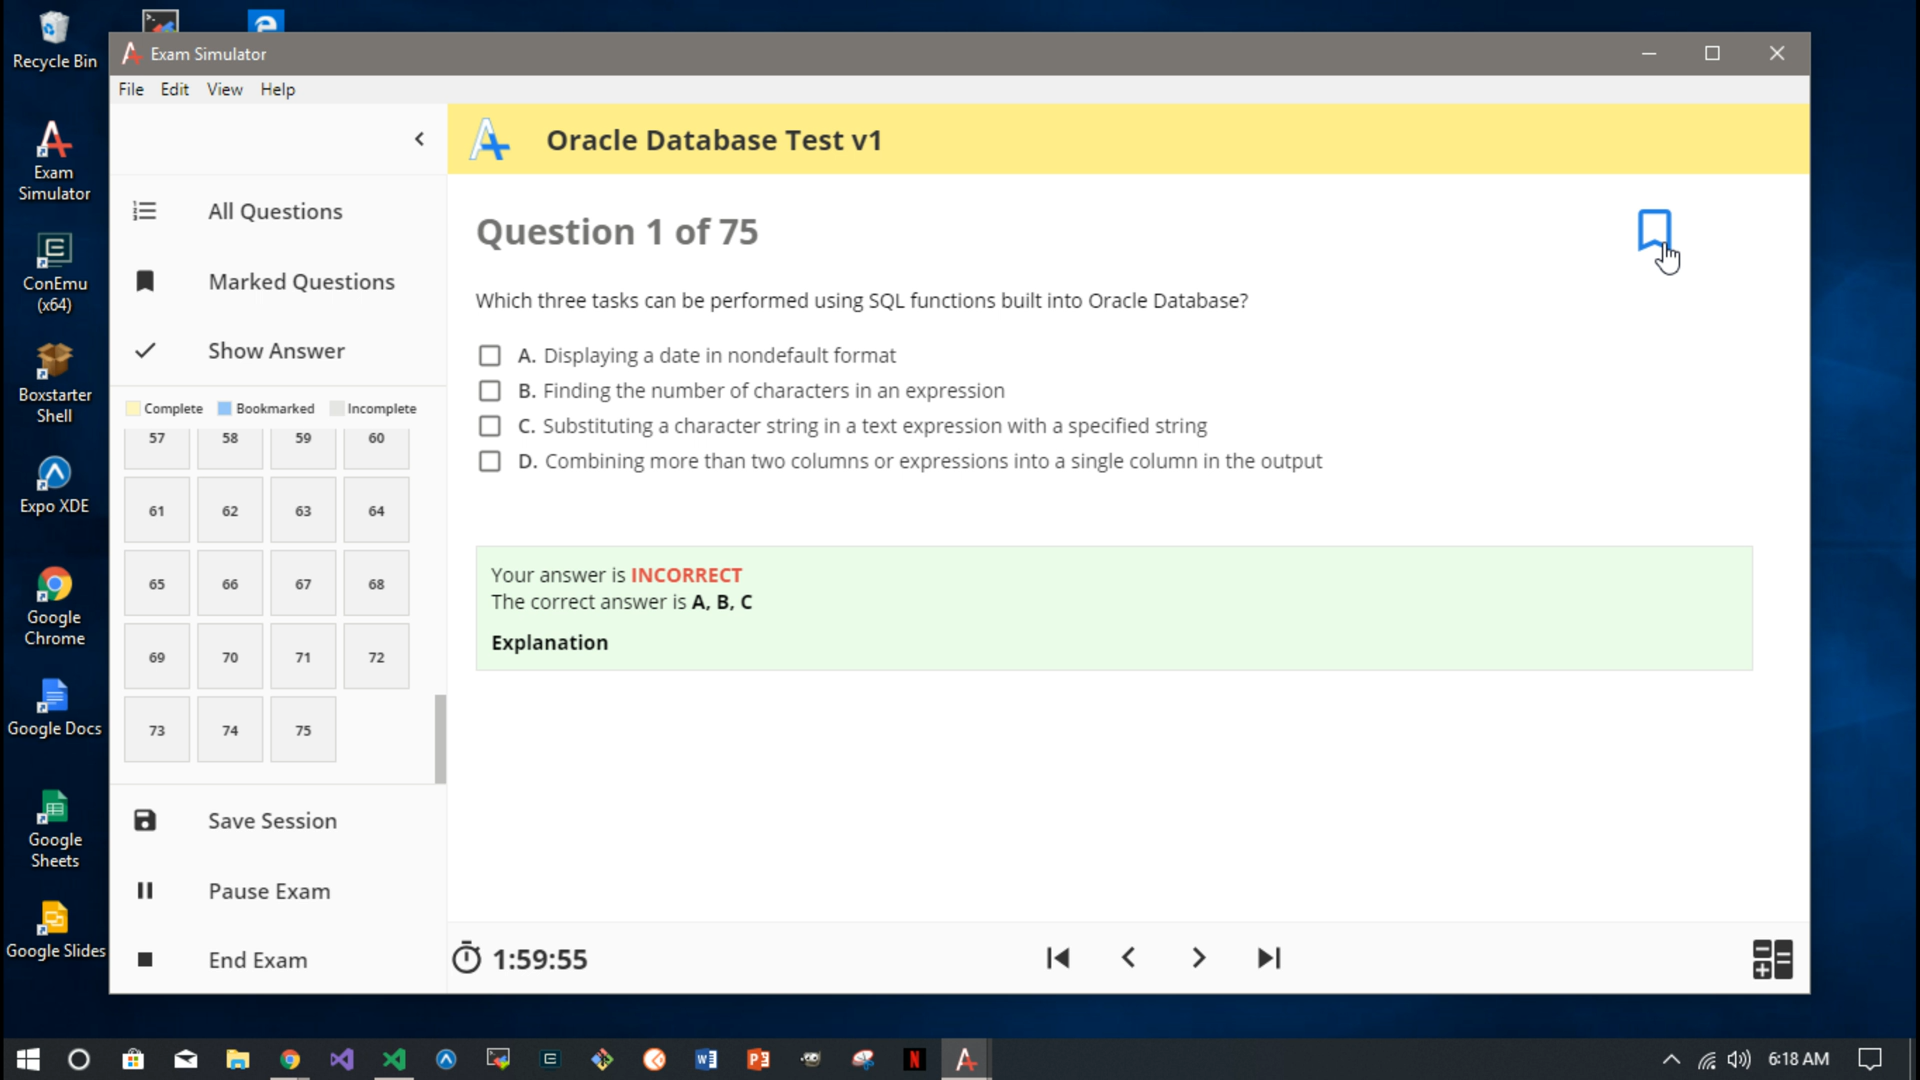 Recycle Bin
Exam
Simulator
ConEmu
(x64)
Boxstarter
Shell
Expo XDE
Google
Chrome
Google Docs
Google
Sheets
Google Slides
Exam Simulator
File Edit View Help
All Questions
Marked Questions
Show Answer
Complete Bookmarked Incomplete
57 58 59 60
61 62 63 64
65 66 67 68
69 70 71 72
73 74 75
Save Session
Pause Exam
End Exam
Oracle Database Test v1
Question 1 of 75
Which three tasks can be performed using SQL functions built into Oracle Database?
A. Displaying a date in nondefault format
B. Finding the number of characters in an expression
C. Substituting a character string in a text expression with a specified string
D. Combining more than two columns or expressions into a single column in the output
Your answer is INCORRECT
The correct answer is A, B, C
Explanation
1:59:55
6:18 AM